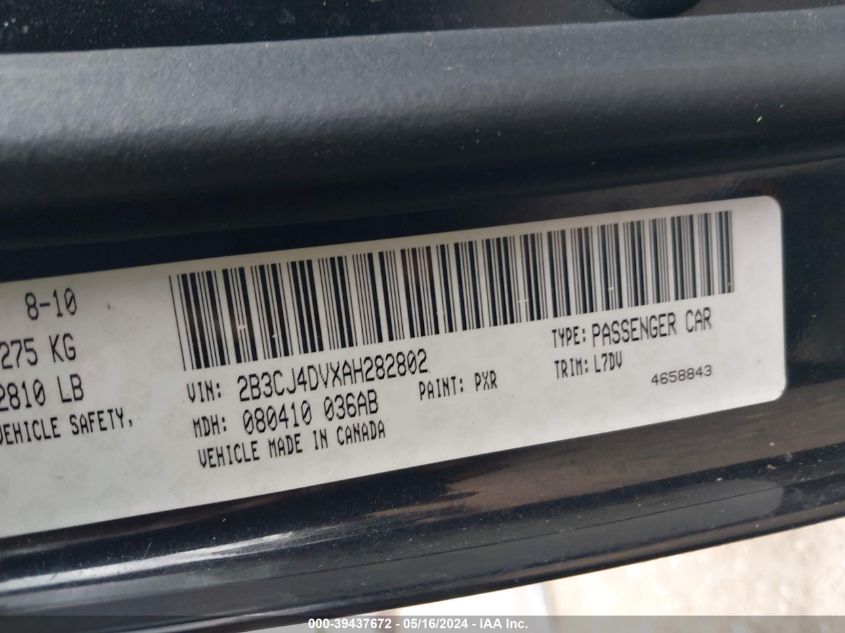 8-10
275 KG
2810 LB
VEHICLE SAFETY,
VIN: 2B3CJ4DVXAH282802
MDH: 080410 036AB
VEHICLE MADE IN CANADA
PAINT: PXR
TYPE: PASSENGER CAR
TRIM: L7DV
4658843
000-39437672 - 05/16/2024 - IAA Inc.